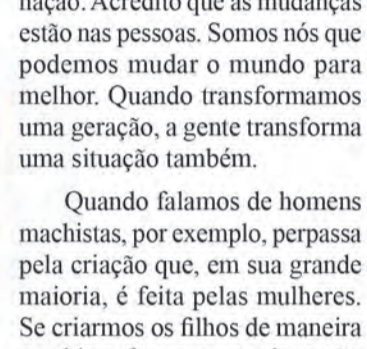 nação. Acredito que as mudanças
estão nas pessoas. Somos nós que
podemos mudar o mundo para
melhor. Quando transformamos
uma geração, a gente transforma
uma situação também.
Quando falamos de homens
machistas, por exemplo, perpassa
pela criação que, em sua grande
maioria, é feita pelas mulheres.
Se criarmos os filhos de maneira